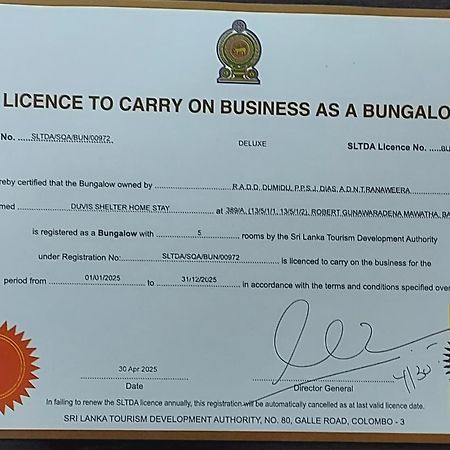 LICENCE TO CARRY ON BUSINESS AS A BUNGALO
No. ...... SLTDA/SQA/BUN/00972
DELUXE
SLTDA Licence No. .....BU
reby certified that the Bungalow owned by ........ R.A.D.D. DUMIDU, P.P.S.J. DIAS, A.D.N.T.RANAWEERA
med ........ DUVIS SHELTER HOME STAY ........ at 389/A, (13/5/1/1, 13/5/1/2), ROBERT GUNAWARADENA MAWATHA, BA
is registered as a Bungalow with ........ 5 ........ rooms by the Sri Lanka Tourism Development Authority
under Registration No:........ SLTDA/SQA/BUN/00972 ........ is licenced to carry on the business for the
period from ........ 01/01/2025 ........ to ........ 31/12/2025 ........ in accordance with the terms and conditions specified over
4/30
30 Apr 2025
Date
Director General
In failing to renew the SLTDA licence annually, this registration will be automatically cancelled as at last valid licence date.
SRI LANKA TOURISM DEVELOPMENT AUTHORITY, NO. 80, GALLE ROAD, COLOMBO - 3